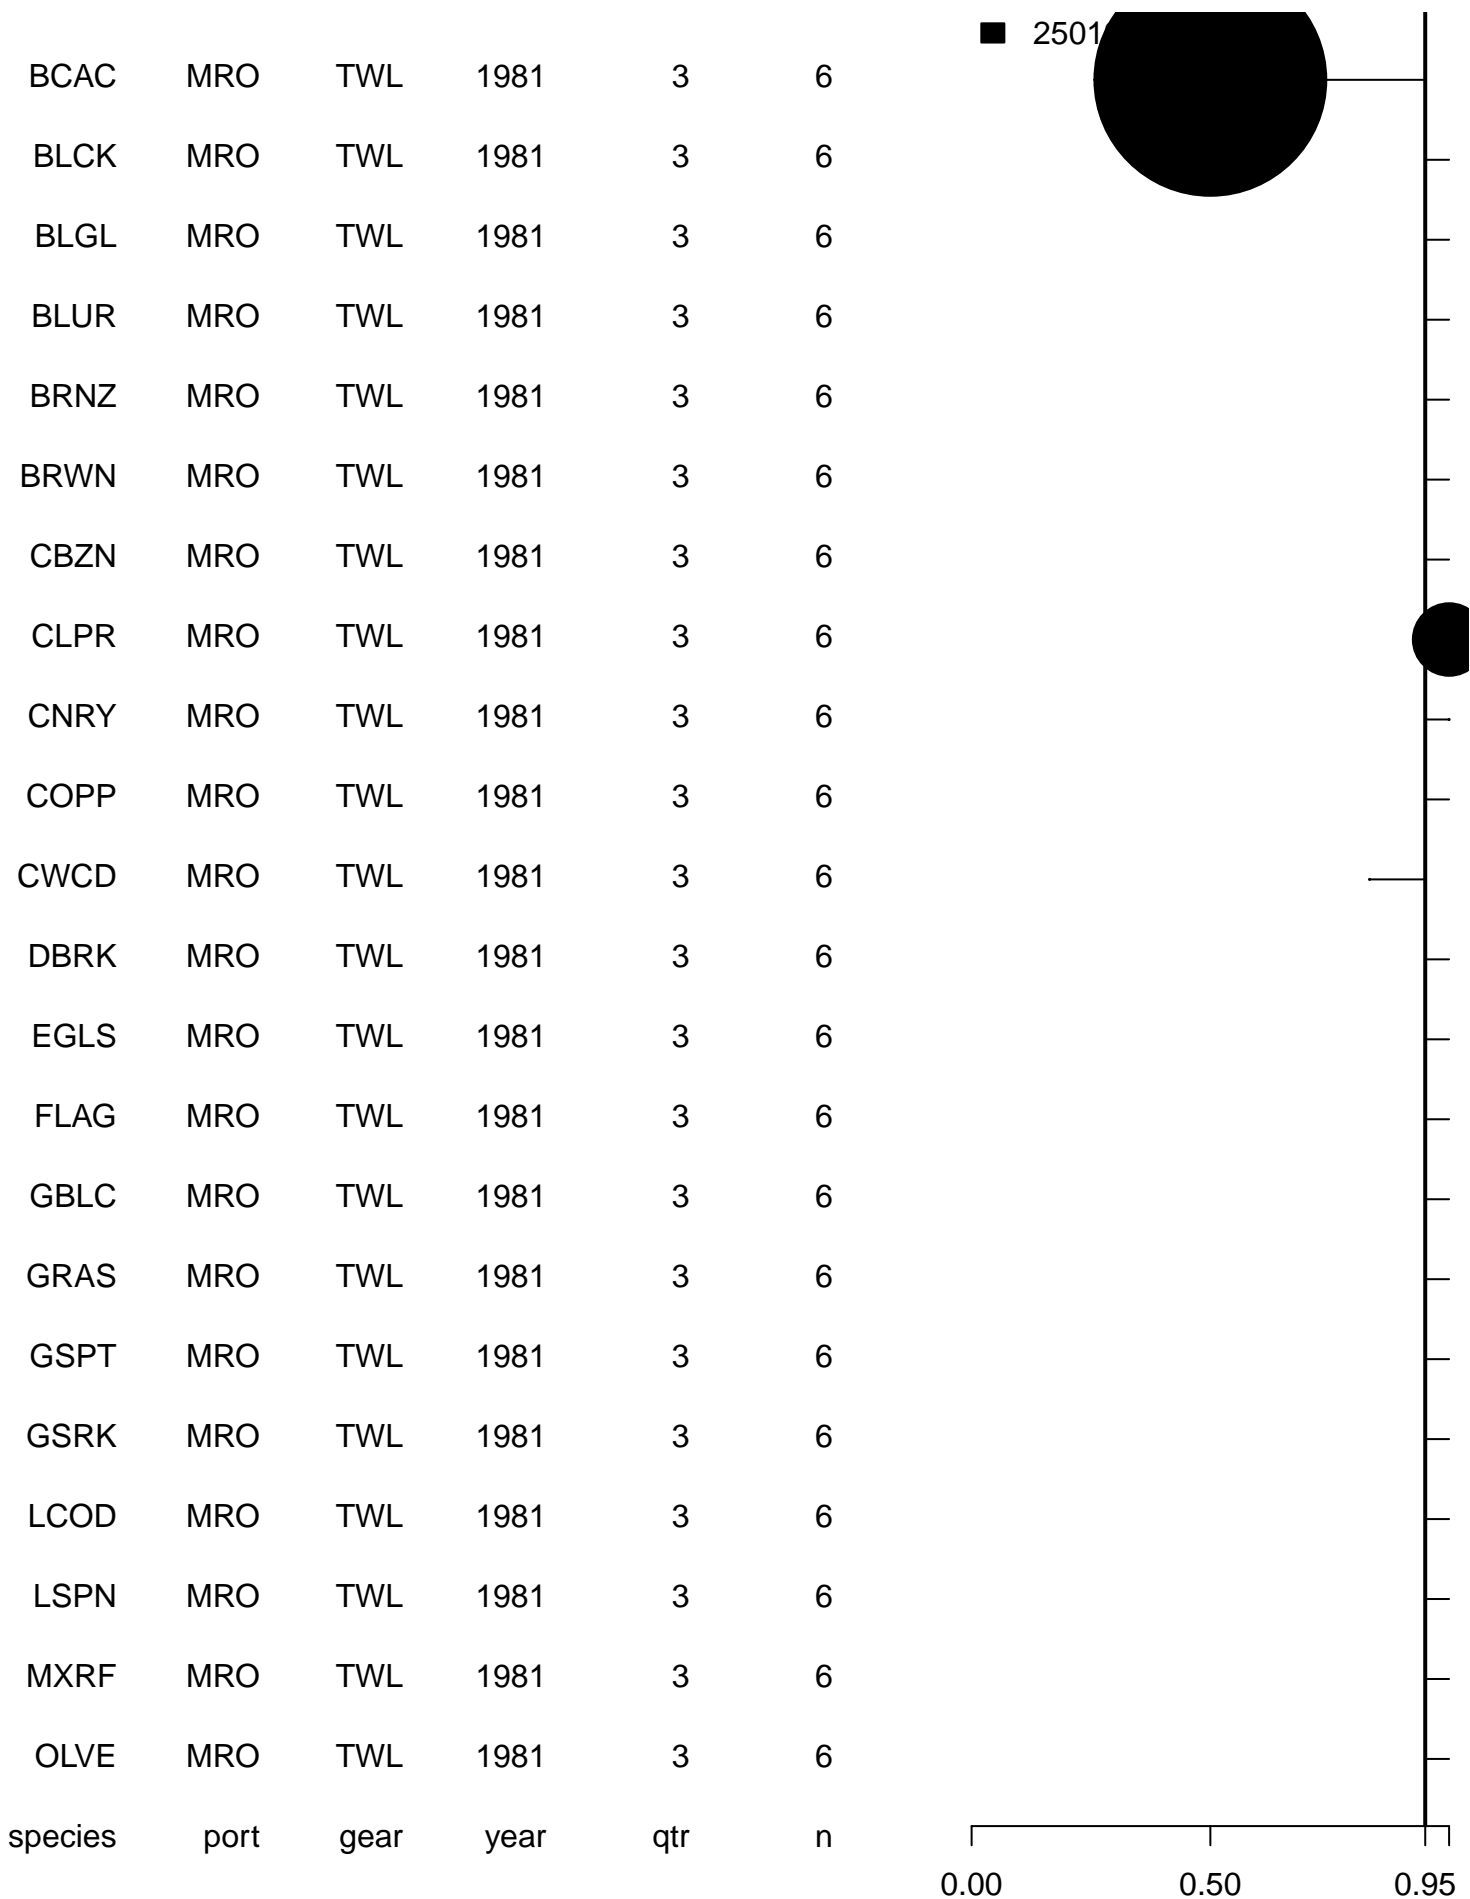 2501
BCAC MRO TWL 1981 3 6
BLCK MRO TWL 1981 3 6
BLGL MRO TWL 1981 3 6
BLUR MRO TWL 1981 3 6
BRNZ MRO TWL 1981 3 6
BRWN MRO TWL 1981 3 6
CBZN MRO TWL 1981 3 6
CLPR MRO TWL 1981 3 6
CNRY MRO TWL 1981 3 6
COPP MRO TWL 1981 3 6
CWCD MRO TWL 1981 3 6
DBRK MRO TWL 1981 3 6
EGLS MRO TWL 1981 3 6
FLAG MRO TWL 1981 3 6
GBLC MRO TWL 1981 3 6
GRAS MRO TWL 1981 3 6
GSPT MRO TWL 1981 3 6
GSRK MRO TWL 1981 3 6
LCOD MRO TWL 1981 3 6
LSPN MRO TWL 1981 3 6
MXRF MRO TWL 1981 3 6
OLVE MRO TWL 1981 3 6
species port gear year qtr n
0.00 0.50 0.95